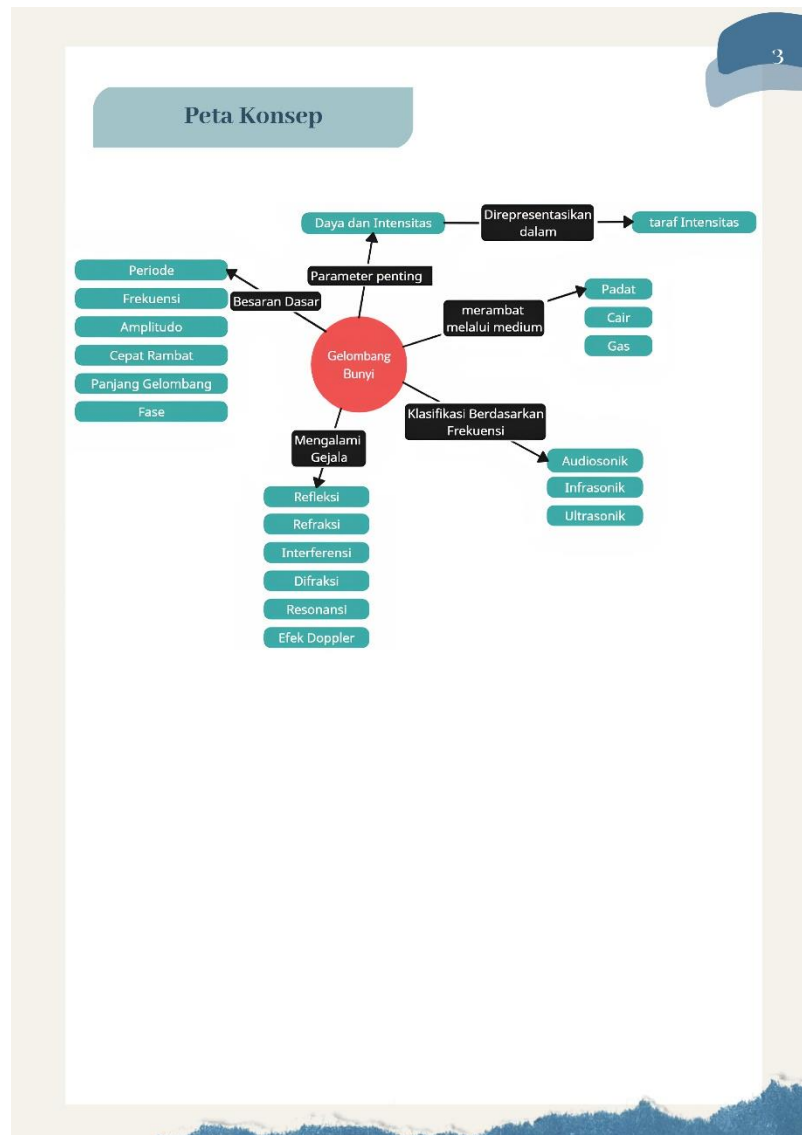 3
Peta Konsep
Daya dan Intensitas
Direpresentasikan
dalam
taraf Intensitas
Parameter penting
Periode
Frekuensi
Amplitudo
Cepat Rambat
Panjang Gelombang
Fase
Besaran Dasar
merambat
melalui medium
Padat
Cair
Gas
Gelombang
Bunyi
Klasifikasi Berdasarkan
Frekuensi
Audiosonik
Infrasonik
Ultrasonik
Mengalami
Gejala
Refleksi
Refraksi
Interferensi
Difraksi
Resonansi
Efek Doppler